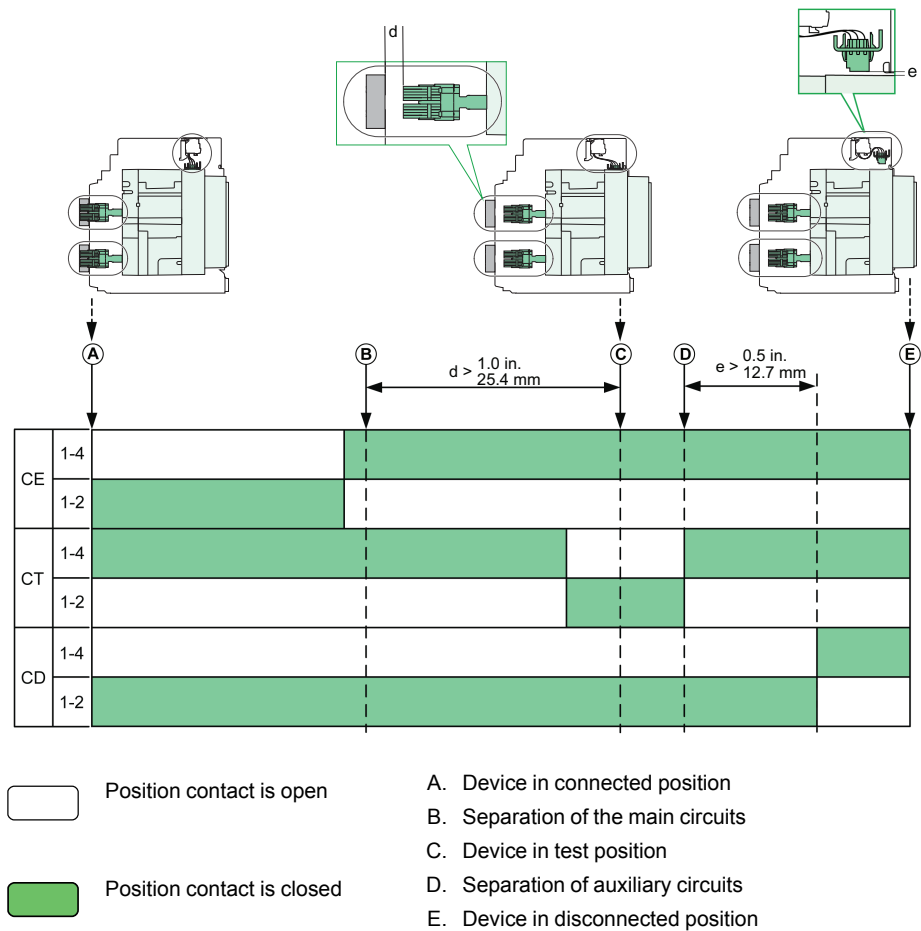 d
e
A
B
C
D
E
d > 1.0 in.
25.4 mm
e > 0.5 in.
12.7 mm
CE
1-4
1-2
CT
1-4
1-2
CD
1-4
1-2
Position contact is open
Position contact is closed
A. Device in connected position
B. Separation of the main circuits
C. Device in test position
D. Separation of auxiliary circuits
E. Device in disconnected position